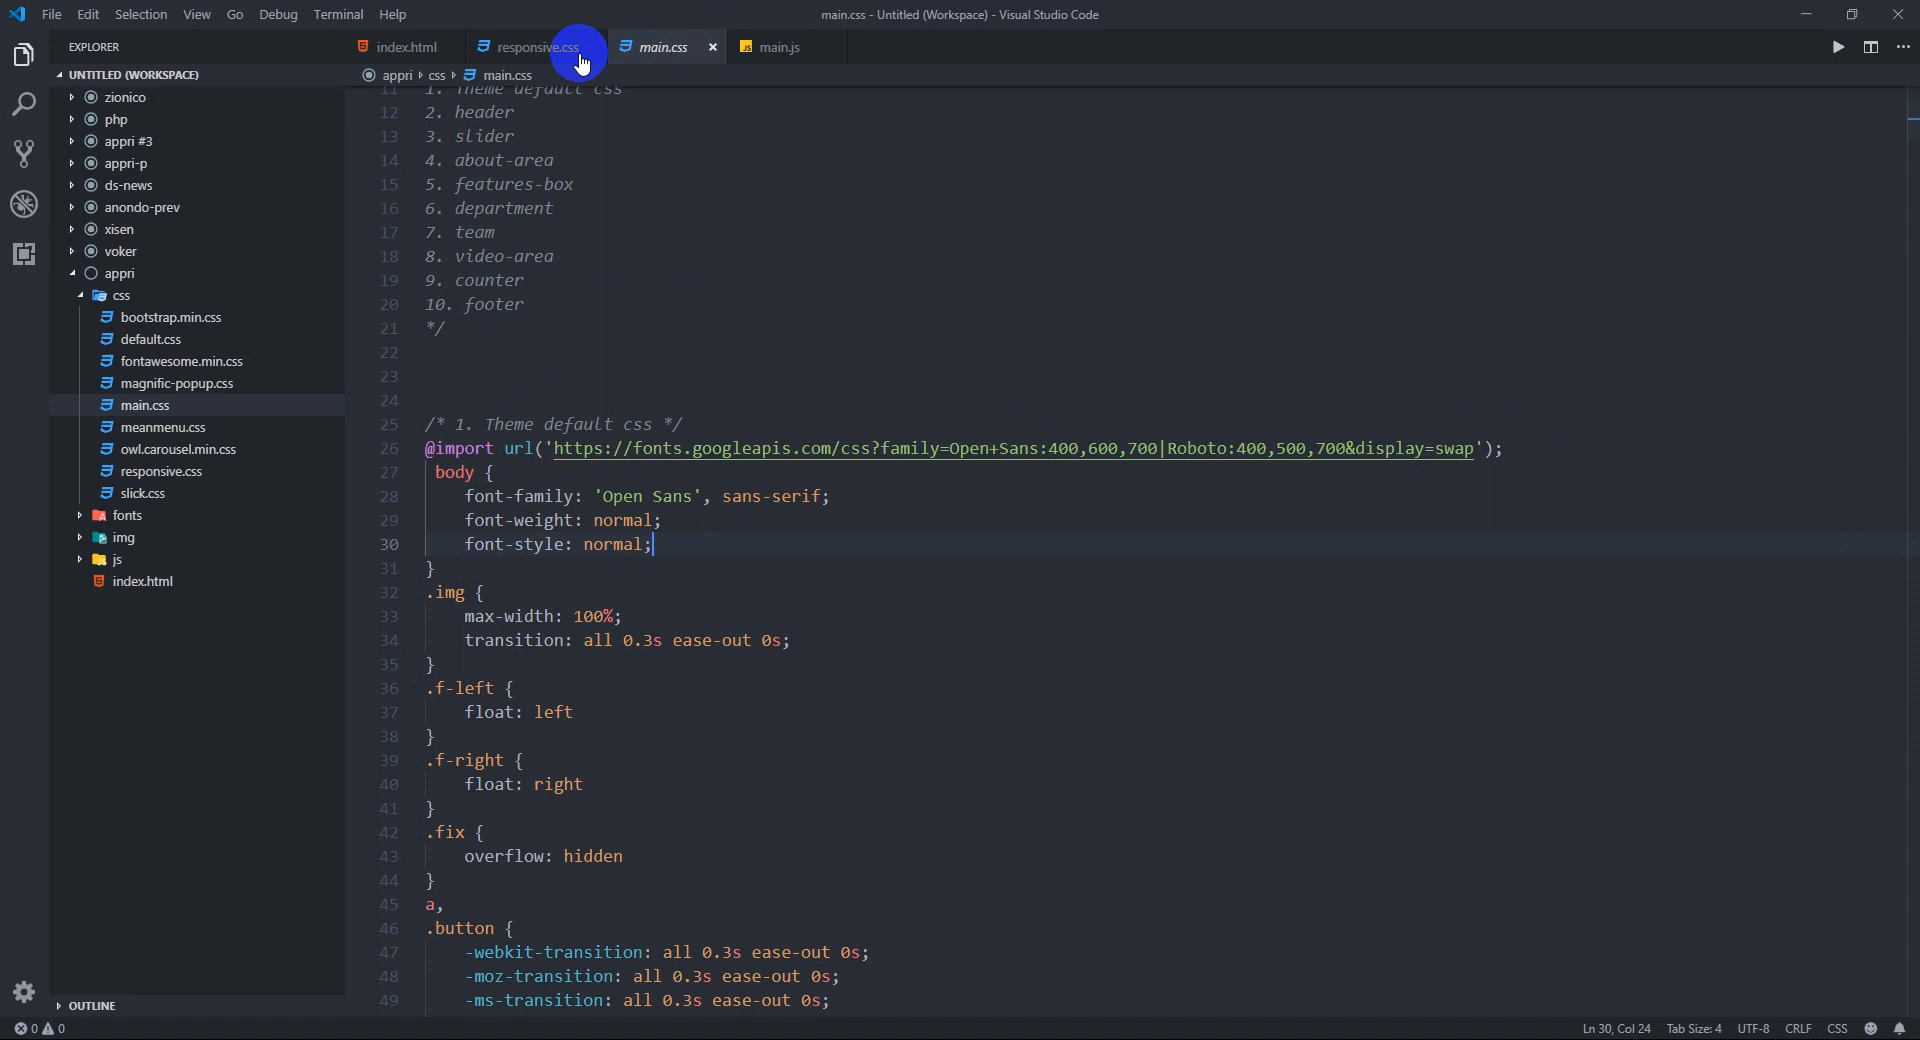 File Edit Selection View Go Debug Terminal Help
main.css - Untitled (Workspace) - Visual Studio Code
EXPLORER
UNTITLED (WORKSPACE)
zionico
php
appri #3
appri-p
ds-news
anondo-prev
xisen
voker
appri
css
bootstrap.min.css
default.css
fontawesome.min.css
magnific-popup.css
main.css
meanmenu.css
owl.carousel.min.css
responsive.css
slick.css
fonts
img
js
index.html
OUTLINE
index.html responsive.css main.css × JS main.js
appri css main.css
11 1. Theme default css
12 2. header
13 3. slider
14 4. about-area
15 5. features-box
16 6. department
17 7. team
18 8. video-area
19 9. counter
20 10. footer
21 */
22
23
24
25 /* 1. Theme default css */
26 @import url('https://fonts.googleapis.com/css?family=Open+Sans:400,600,700|Roboto:400,500,700&display=swap');
27 body {
28 font-family: 'Open Sans', sans-serif;
29 font-weight: normal;
30 font-style: normal;
31 }
32 .img {
33 max-width: 100%;
34 transition: all 0.3s ease-out 0s;
35 }
36 .f-left {
37 float: left
38 }
39 .f-right {
40 float: right
41 }
42 .fix {
43 overflow: hidden
44 }
45 a,
46 .button {
47 -webkit-transition: all 0.3s ease-out 0s;
48 -moz-transition: all 0.3s ease-out 0s;
49 -ms-transition: all 0.3s ease-out 0s;
0 0
Ln 30, Col 24 Tab Size: 4 UTF-8 CRLF CSS